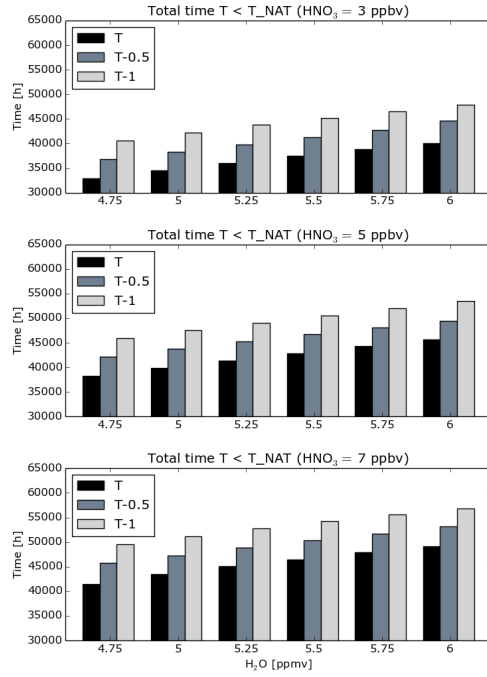 Total time T < T_NAT (HNO₃ = 3 ppbv)
65000
60000
55000
50000
45000
40000
35000
30000
Time [h]
T
T-0.5
T-1
4.75 5 5.25 5.5 5.75 6
Total time T < T_NAT (HNO₃ = 5 ppbv)
65000
60000
55000
50000
45000
40000
35000
30000
Time [h]
T
T-0.5
T-1
4.75 5 5.25 5.5 5.75 6
Total time T < T_NAT (HNO₃ = 7 ppbv)
65000
60000
55000
50000
45000
40000
35000
30000
Time [h]
T
T-0.5
T-1
4.75 5 5.25 5.5 5.75 6
H₂O [ppmv]